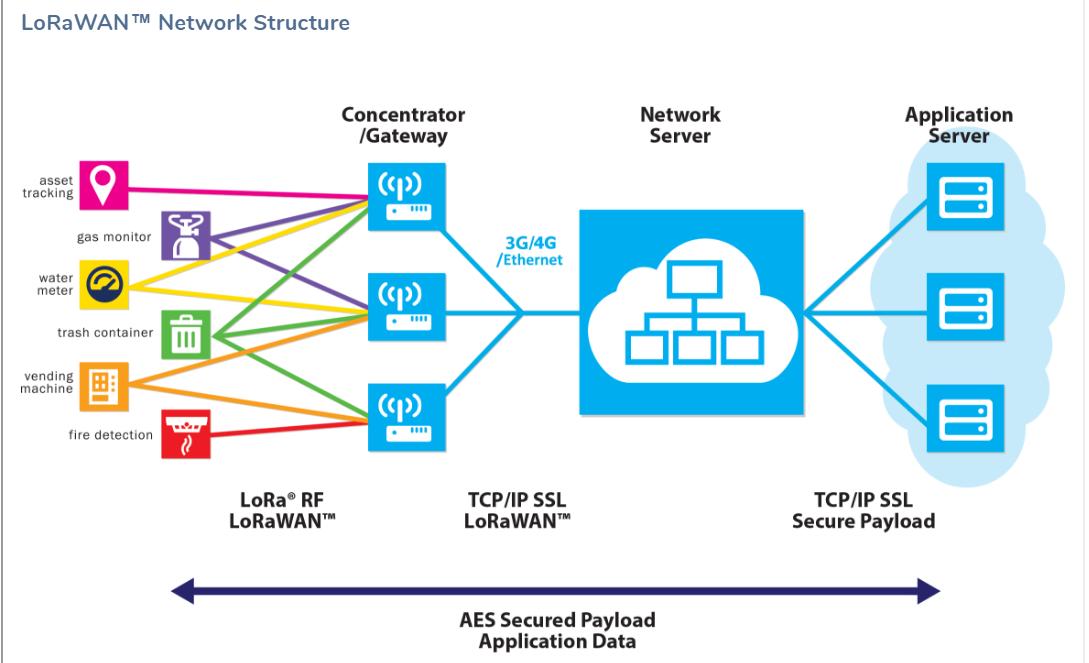 LoRaWAN™ Network Structure
Concentrator
/Gateway
Network
Server
Application
Server
asset
tracking
gas monitor
water
meter
trash container
vending
machine
fire detection
3G/4G
/Ethernet
LoRa® RF
LoRaWAN™
TCP/IP SSL
LoRaWAN™
TCP/IP SSL
Secure Payload
AES Secured Payload
Application Data